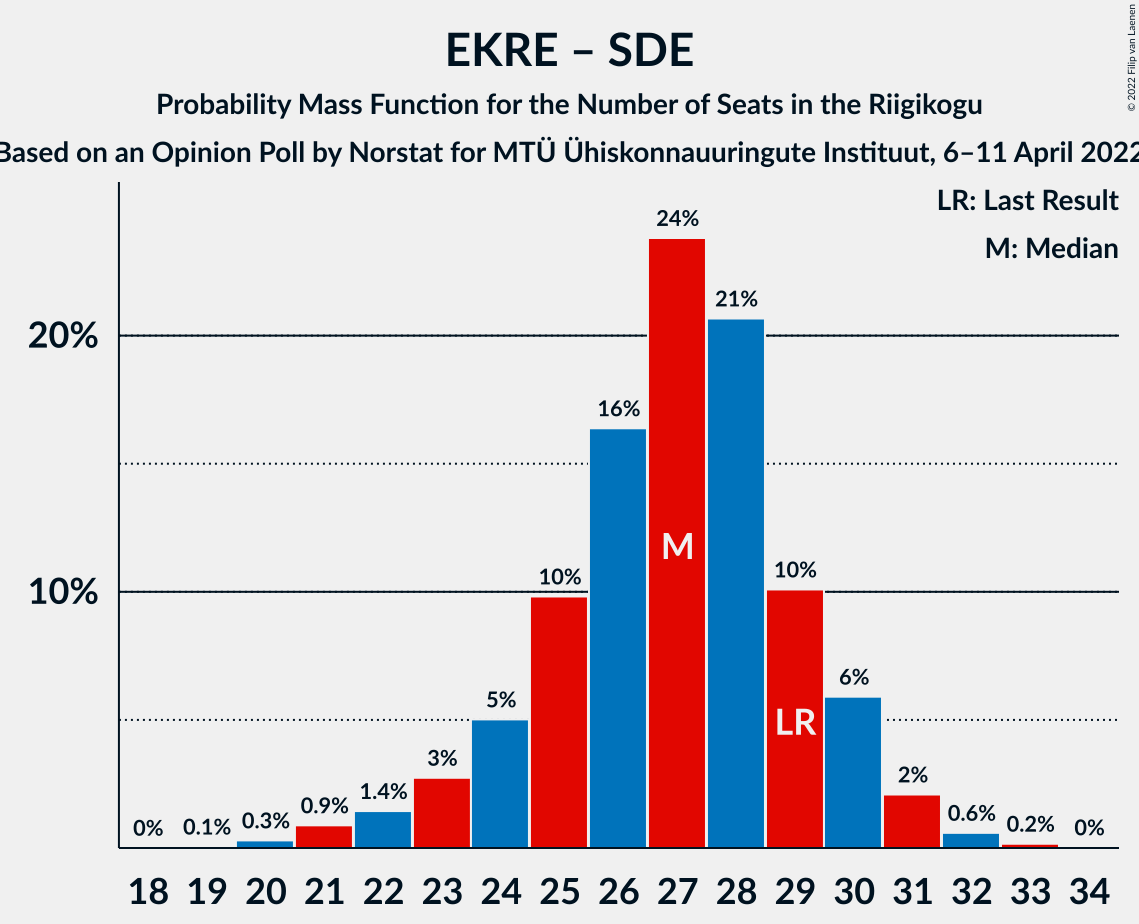 EKRE – SDE
Probability Mass Function for the Number of Seats in the Riigikogu
Based on an Opinion Poll by Norstat for MTÜ Ühiskonnauuringute Instituut, 6–11 April 2022
© 2022 Filip van Laenen
LR: Last Result
M: Median
20%
10%
0%
0.1%
0.3%
0.9%
1.4%
3%
5%
10%
16%
24%
21%
10%
6%
2%
0.6%
0.2%
0%
M
LR
18 19 20 21 22 23 24 25 26 27 28 29 30 31 32 33 34